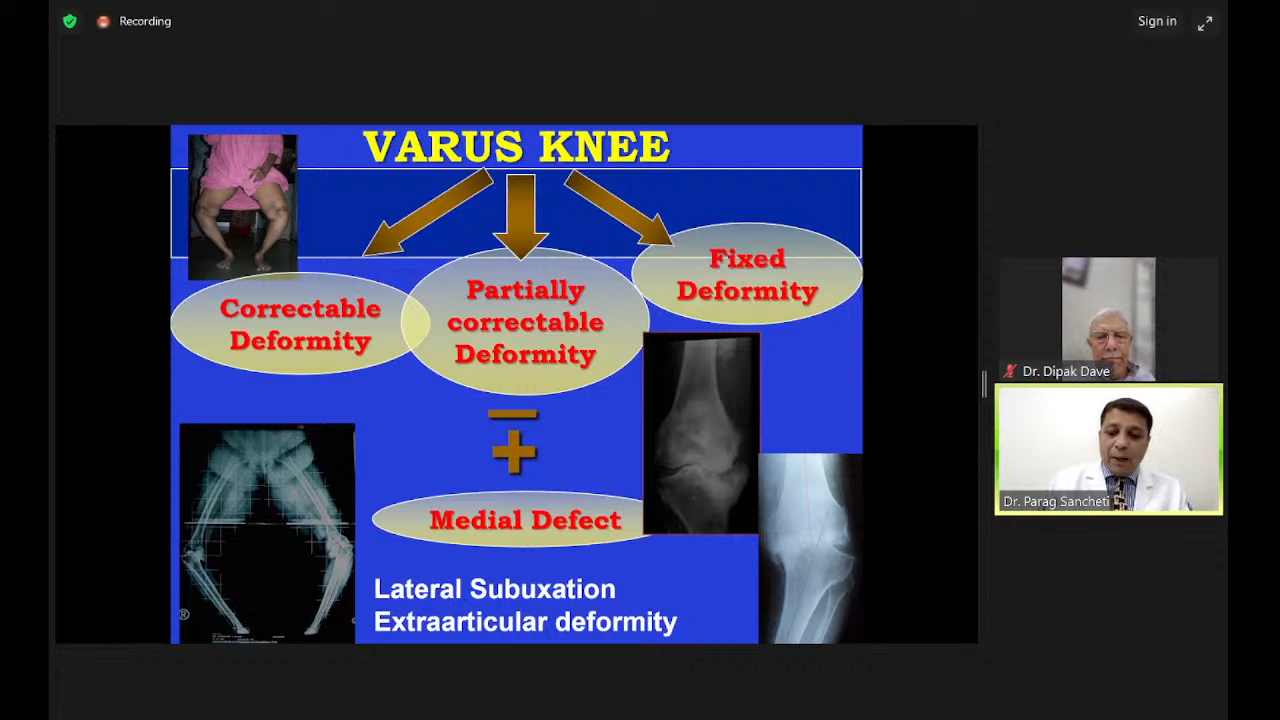 Recording
Sign in
VARUS KNEE
Correctable
Deformity
Partially
correctable
Deformity
Fixed
Deformity
Medial Defect
Lateral Subuxation
Extraarticular deformity
®
Dr. Dipak Dave
Dr. Parag Sancheti